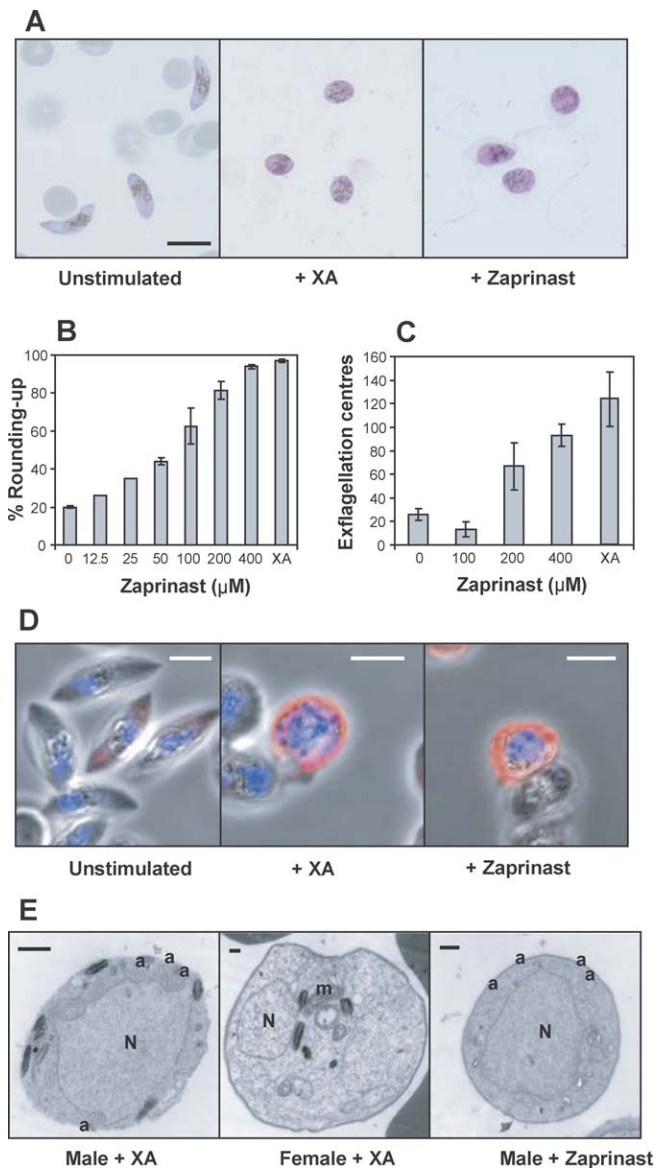 A
Unstimulated + XA + Zaprinast
B
% Rounding-up
100
80
60
40
20
0
0 12.5 25 50 100 200 400 XA
Zaprinast (µM)
C
Exflagellation centres
160
140
120
100
80
60
40
20
0
0 100 200 400 XA
Zaprinast (µM)
D
Unstimulated + XA + Zaprinast
E
a a
a
N
a
m
N
a a
a a
N
Male + XA Female + XA Male + Zaprinast